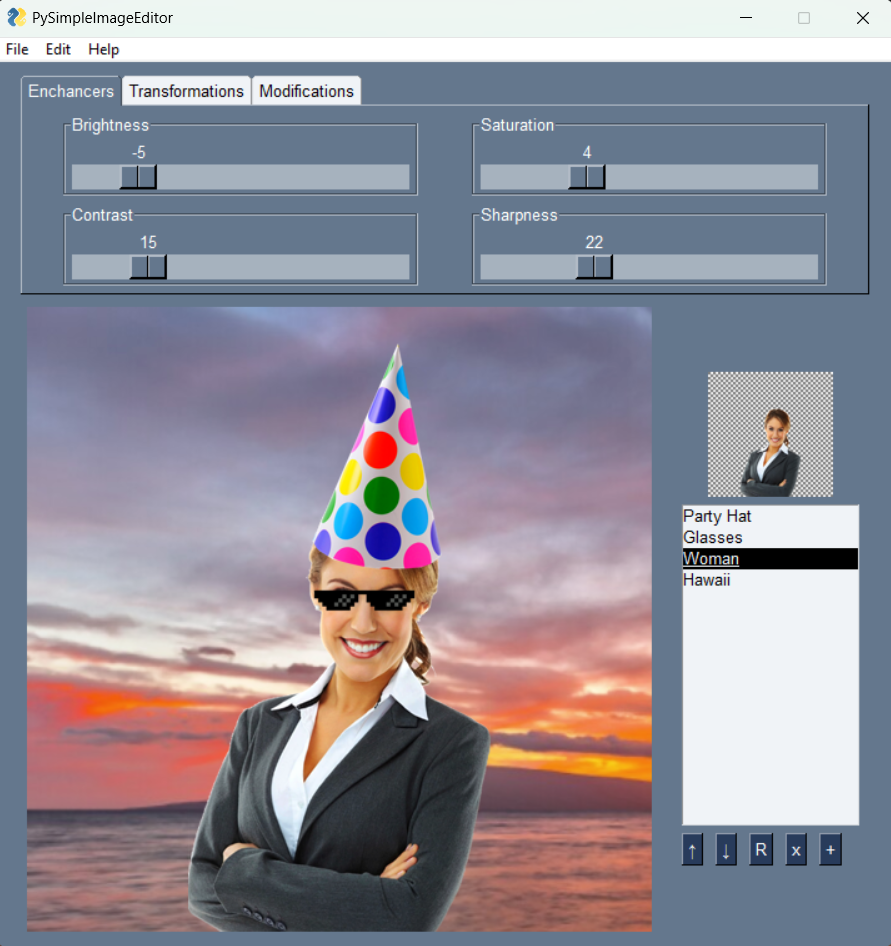 PySimpleImageEditor
File Edit Help
Enchancers Transformations Modifications
Brightness
-5
Saturation
4
Contrast
15
Sharpness
22
Party Hat
Glasses
Woman
Hawaii
↑ ↓ R x +